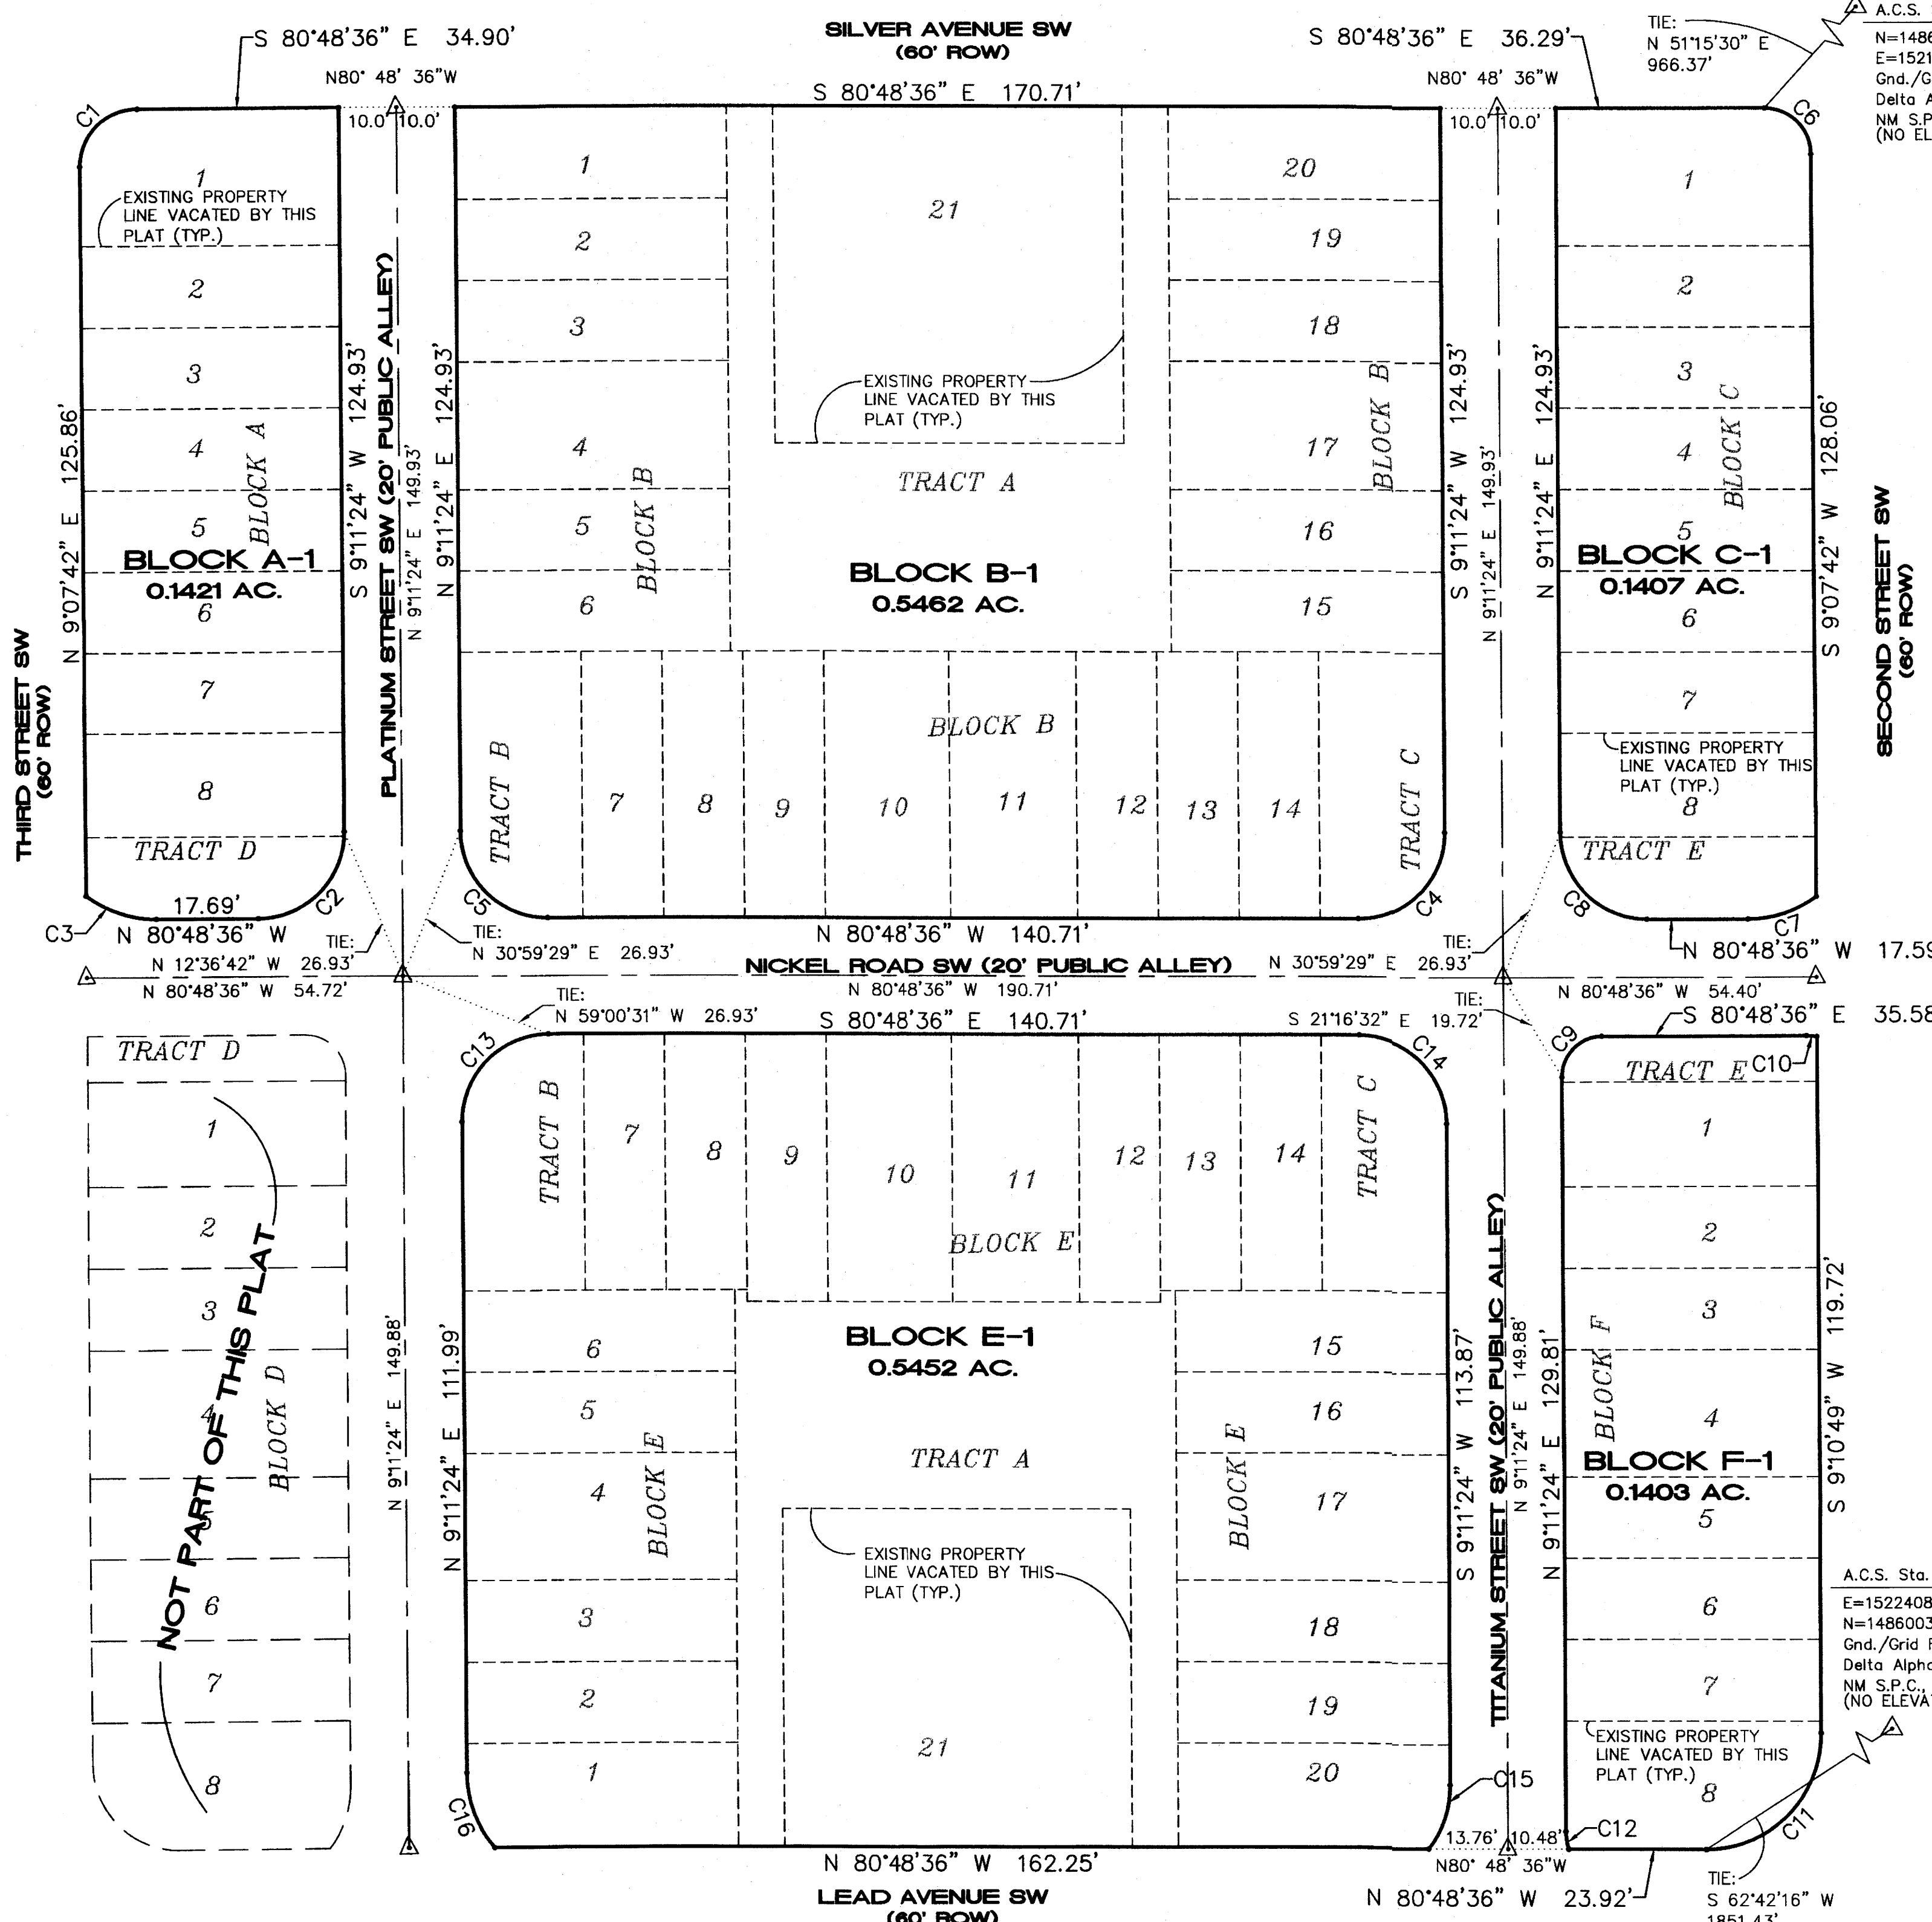 S 80°48'36" E 34.90'
SILVER AVENUE SW
(60' ROW)
S 80°48'36" E 170.71'
S 80°48'36" E 36.29'
TIE:
N 51°15'30" E
966.37'
A.C.S.
N=1486
E=1521
Gnd./G
Delta A
NM S.P
(NO EL
N80° 48' 36"W
10.0' 10.0'
N80° 48' 36"W
10.0' 10.0'
C1
C6
1
EXISTING PROPERTY
LINE VACATED BY THIS
PLAT (TYP.)
2
3
4
BLOCK A
5
BLOCK A-1
0.1421 AC.
6
7
8
TRACT D
THIRD STREET SW
(60' ROW)
N 9°07'42" E 125.86'
S 9°11'24" W 124.93'
PLATINUM STREET SW (20' PUBLIC ALLEY)
N 9°11'24" E 149.93'
N 9°11'24" E 124.93'
1
2
3
4
5
6
BLOCK B
21
EXISTING PROPERTY
LINE VACATED BY THIS
PLAT (TYP.)
TRACT A
BLOCK B-1
0.5462 AC.
20
19
18
17
16
15
BLOCK B
BLOCK B
TRACT B
7
8
9
10
11
12
13
14
TRACT C
S 9°11'24" W 124.93'
N 9°11'24" E 149.93'
N 9°11'24" E 124.93'
1
2
3
4
BLOCK C
5
BLOCK C-1
0.1407 AC.
6
7
EXISTING PROPERTY
LINE VACATED BY THIS
PLAT (TYP.)
8
TRACT E
S 9°07'42" W 128.06'
SECOND STREET SW
(60' ROW)
C3
17.69'
N 80°48'36" W
C2
C5
C4
C8
C7
TIE:
N 12°36'42" W 26.93'
TIE:
N 30°59'29" E 26.93'
N 80°48'36" W 140.71'
TIE:
N 30°59'29" E 26.93'
N 80°48'36" W 17.59
NICKEL ROAD SW (20' PUBLIC ALLEY)
N 80°48'36" W 54.72'
N 80°48'36" W 190.71'
N 80°48'36" W 54.40'
TIE:
N 59°00'31" W 26.93'
S 80°48'36" E 140.71'
TIE:
S 21°16'32" E 19.72'
S 80°48'36" E 35.58
C13
C14
C9
C10
TRACT D
1
2
3
4
5
6
7
8
BLOCK D
NOT PART OF THIS PLAT
N 9°11'24" E 149.88'
N 9°11'24" E 111.99'
TRACT B
7
8
9
10
11
12
13
14
TRACT C
BLOCK E
BLOCK E-1
0.5452 AC.
6
5
4
3
2
1
BLOCK E
TRACT A
EXISTING PROPERTY
LINE VACATED BY THIS
PLAT (TYP.)
21
15
16
17
18
19
20
BLOCK E
S 9°11'24" W 113.87'
TITANIUM STREET SW (20' PUBLIC ALLEY)
N 9°11'24" E 149.88'
N 9°11'24" E 129.81'
TRACT E
1
2
3
BLOCK F
4
BLOCK F-1
0.1403 AC.
5
6
7
EXISTING PROPERTY
LINE VACATED BY THIS
PLAT (TYP.)
8
S 9°10'49" W 119.72'
A.C.S. Sta.
E=1522408
N=1486003
Gnd./Grid F
Delta Alpha
NM S.P.C.,
(NO ELEVA
C16
C15
C12
C11
13.76' 10.48'
N80° 48' 36"W
N 80°48'36" W 162.25'
N 80°48'36" W 23.92'
LEAD AVENUE SW
(60' ROW)
TIE:
S 62°42'16" W
1851.43'